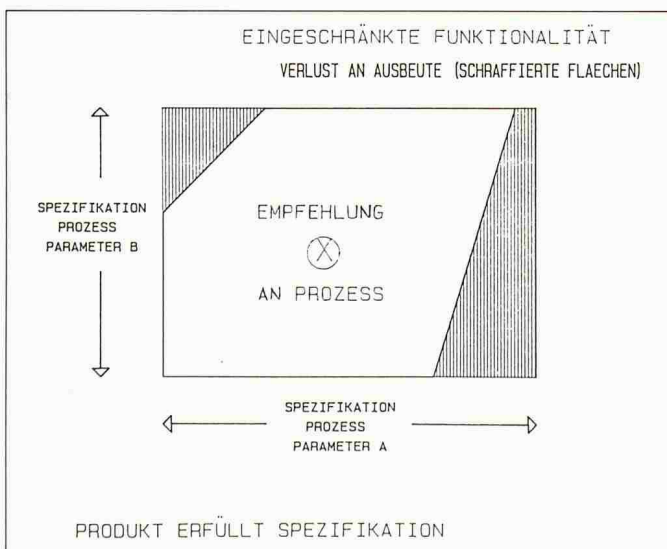 EINGESCHRÄNKTE FUNKTIONALITÄT
VERLUST AN AUSBEUTE (SCHRAFFIERTE FLAECHEN)
SPEZIFIKATION
PROZESS
PARAMETER B
EMPFEHLUNG
X
AN PROZESS
SPEZIFIKATION
PROZESS
PARAMETER A
PRODUKT ERFÜLLT SPEZIFIKATION